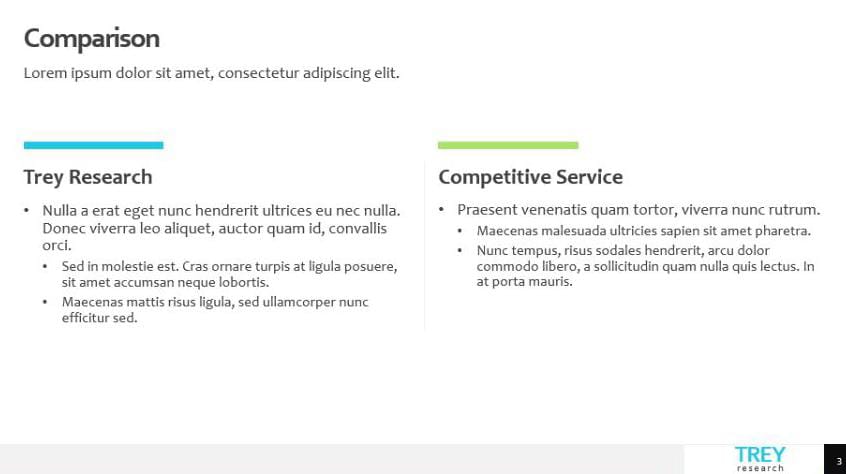 Comparison
Lorem ipsum dolor sit amet, consectetur adipiscing elit.
Trey Research
• Nulla a erat eget nunc hendrerit ultrices eu nec nulla.
Donec viverra leo aliquet, auctor quam id, convallis
orci.
• Sed in molestie est. Cras ornare turpis at ligula posuere,
sit amet accumsan neque lobortis.
• Maecenas mattis risus ligula, sed ullamcorper nunc
efficitur sed.
Competitive Service
• Praesent venenatis quam tortor, viverra nunc rutrum.
• Maecenas malesuada ultricies sapien sit amet pharetra.
• Nunc tempus, risus sodales hendrerit, arcu dolor
commodo libero, a sollicitudin quam nulla quis lectus. In
at porta mauris.
TREY
research
3